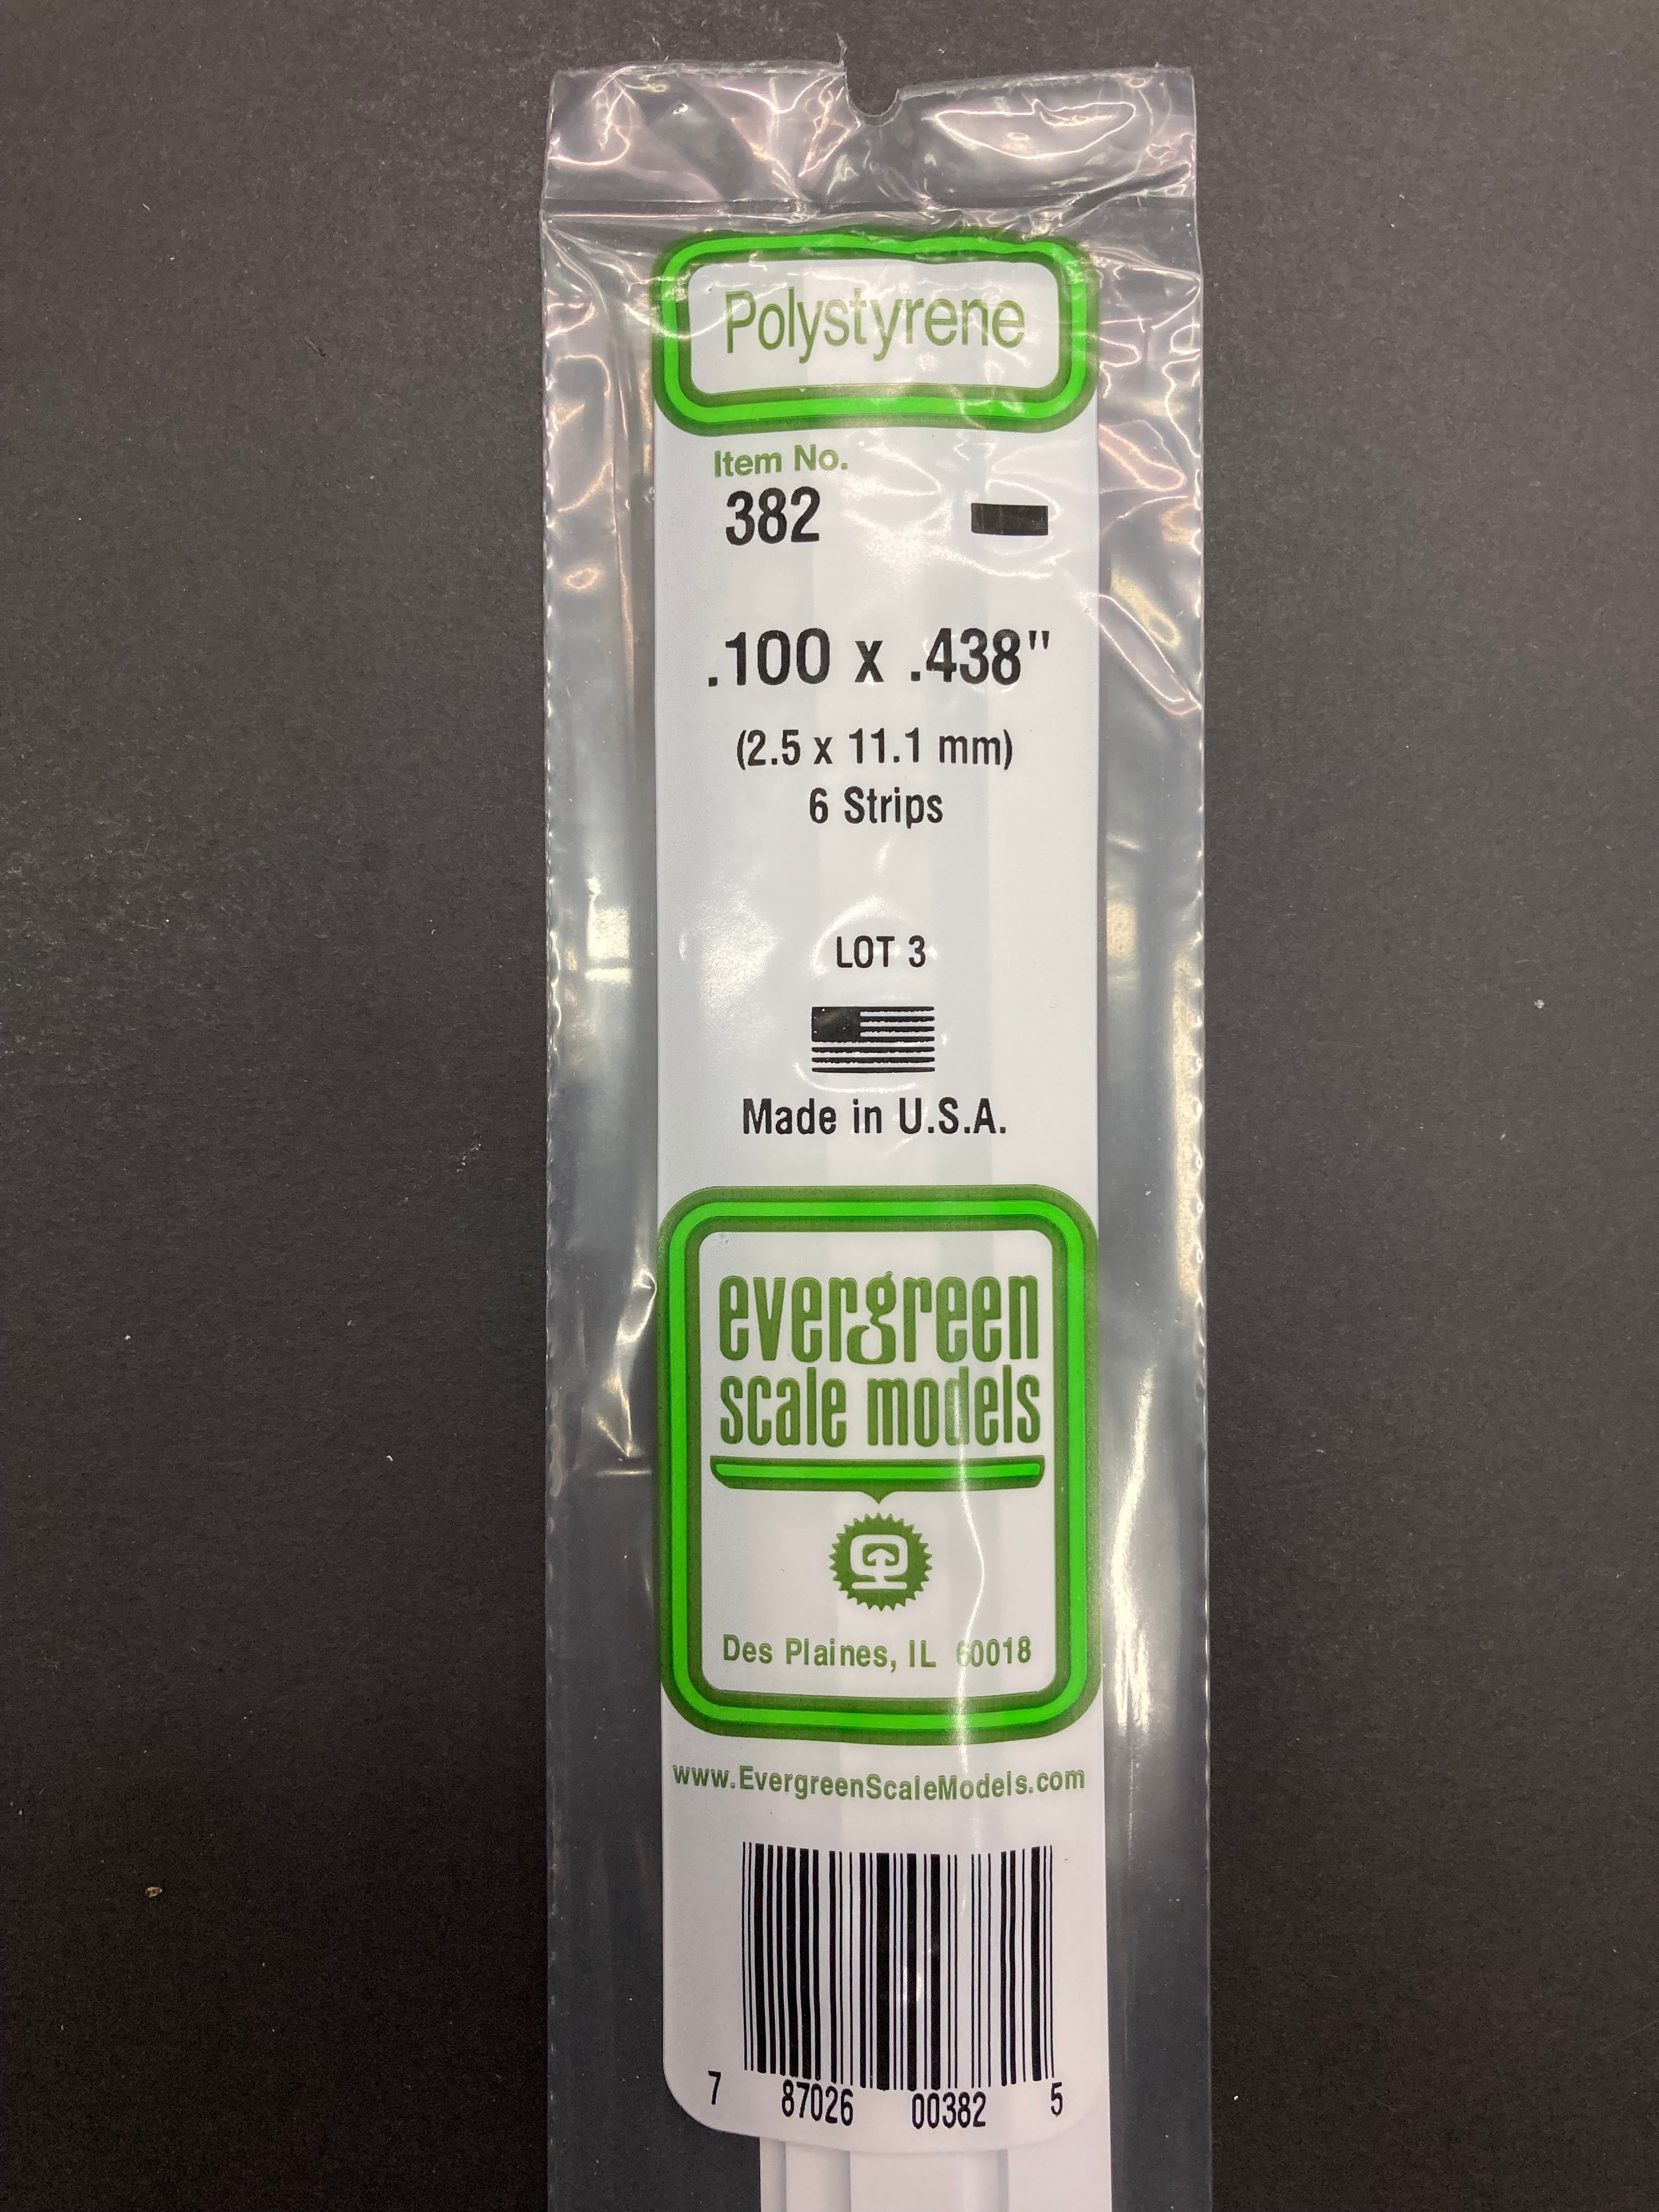 Polystyrene
Item No.
382
.100 x .438"
(2.5 x 11.1 mm)
6 Strips
LOT 3
Made in U.S.A.
evergreen
scale models
Des Plaines, IL 60018
www.EvergreenScaleModels.com
7 87026 00382 5